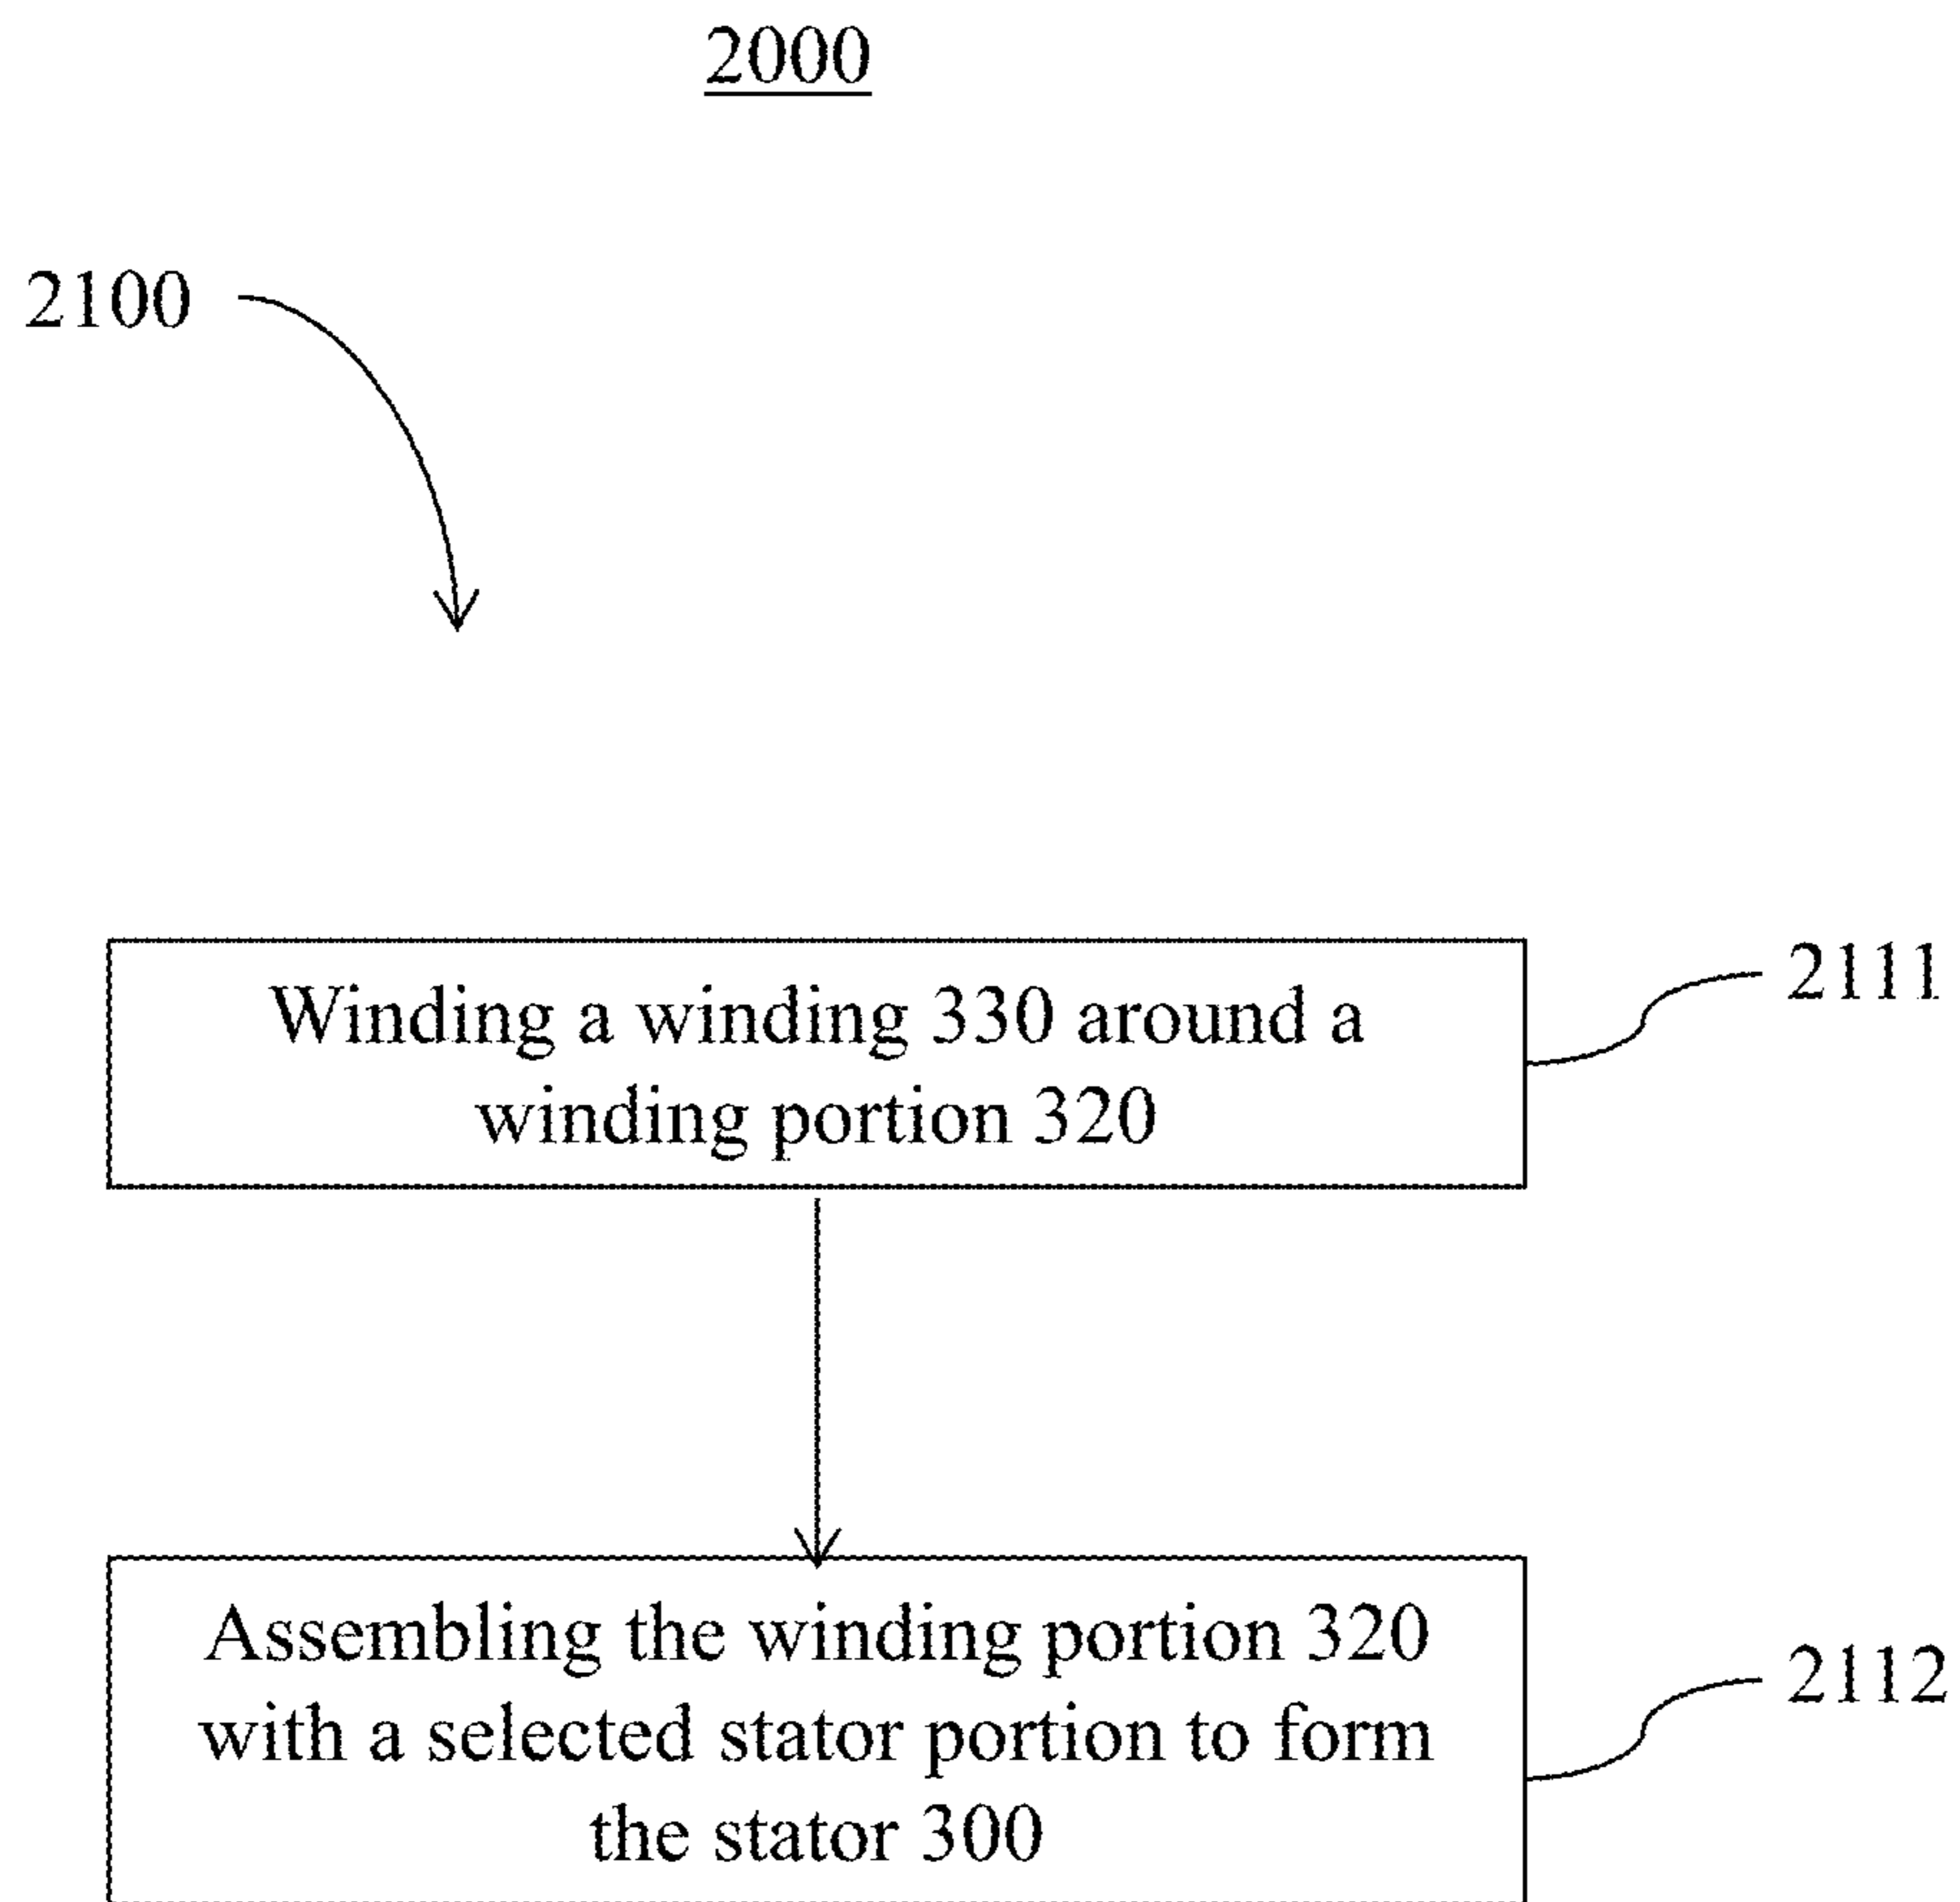 2000
2100
Winding a winding 330 around a
winding portion 320
2111
Assembling the winding portion 320
with a selected stator portion to form
the stator 300
2112